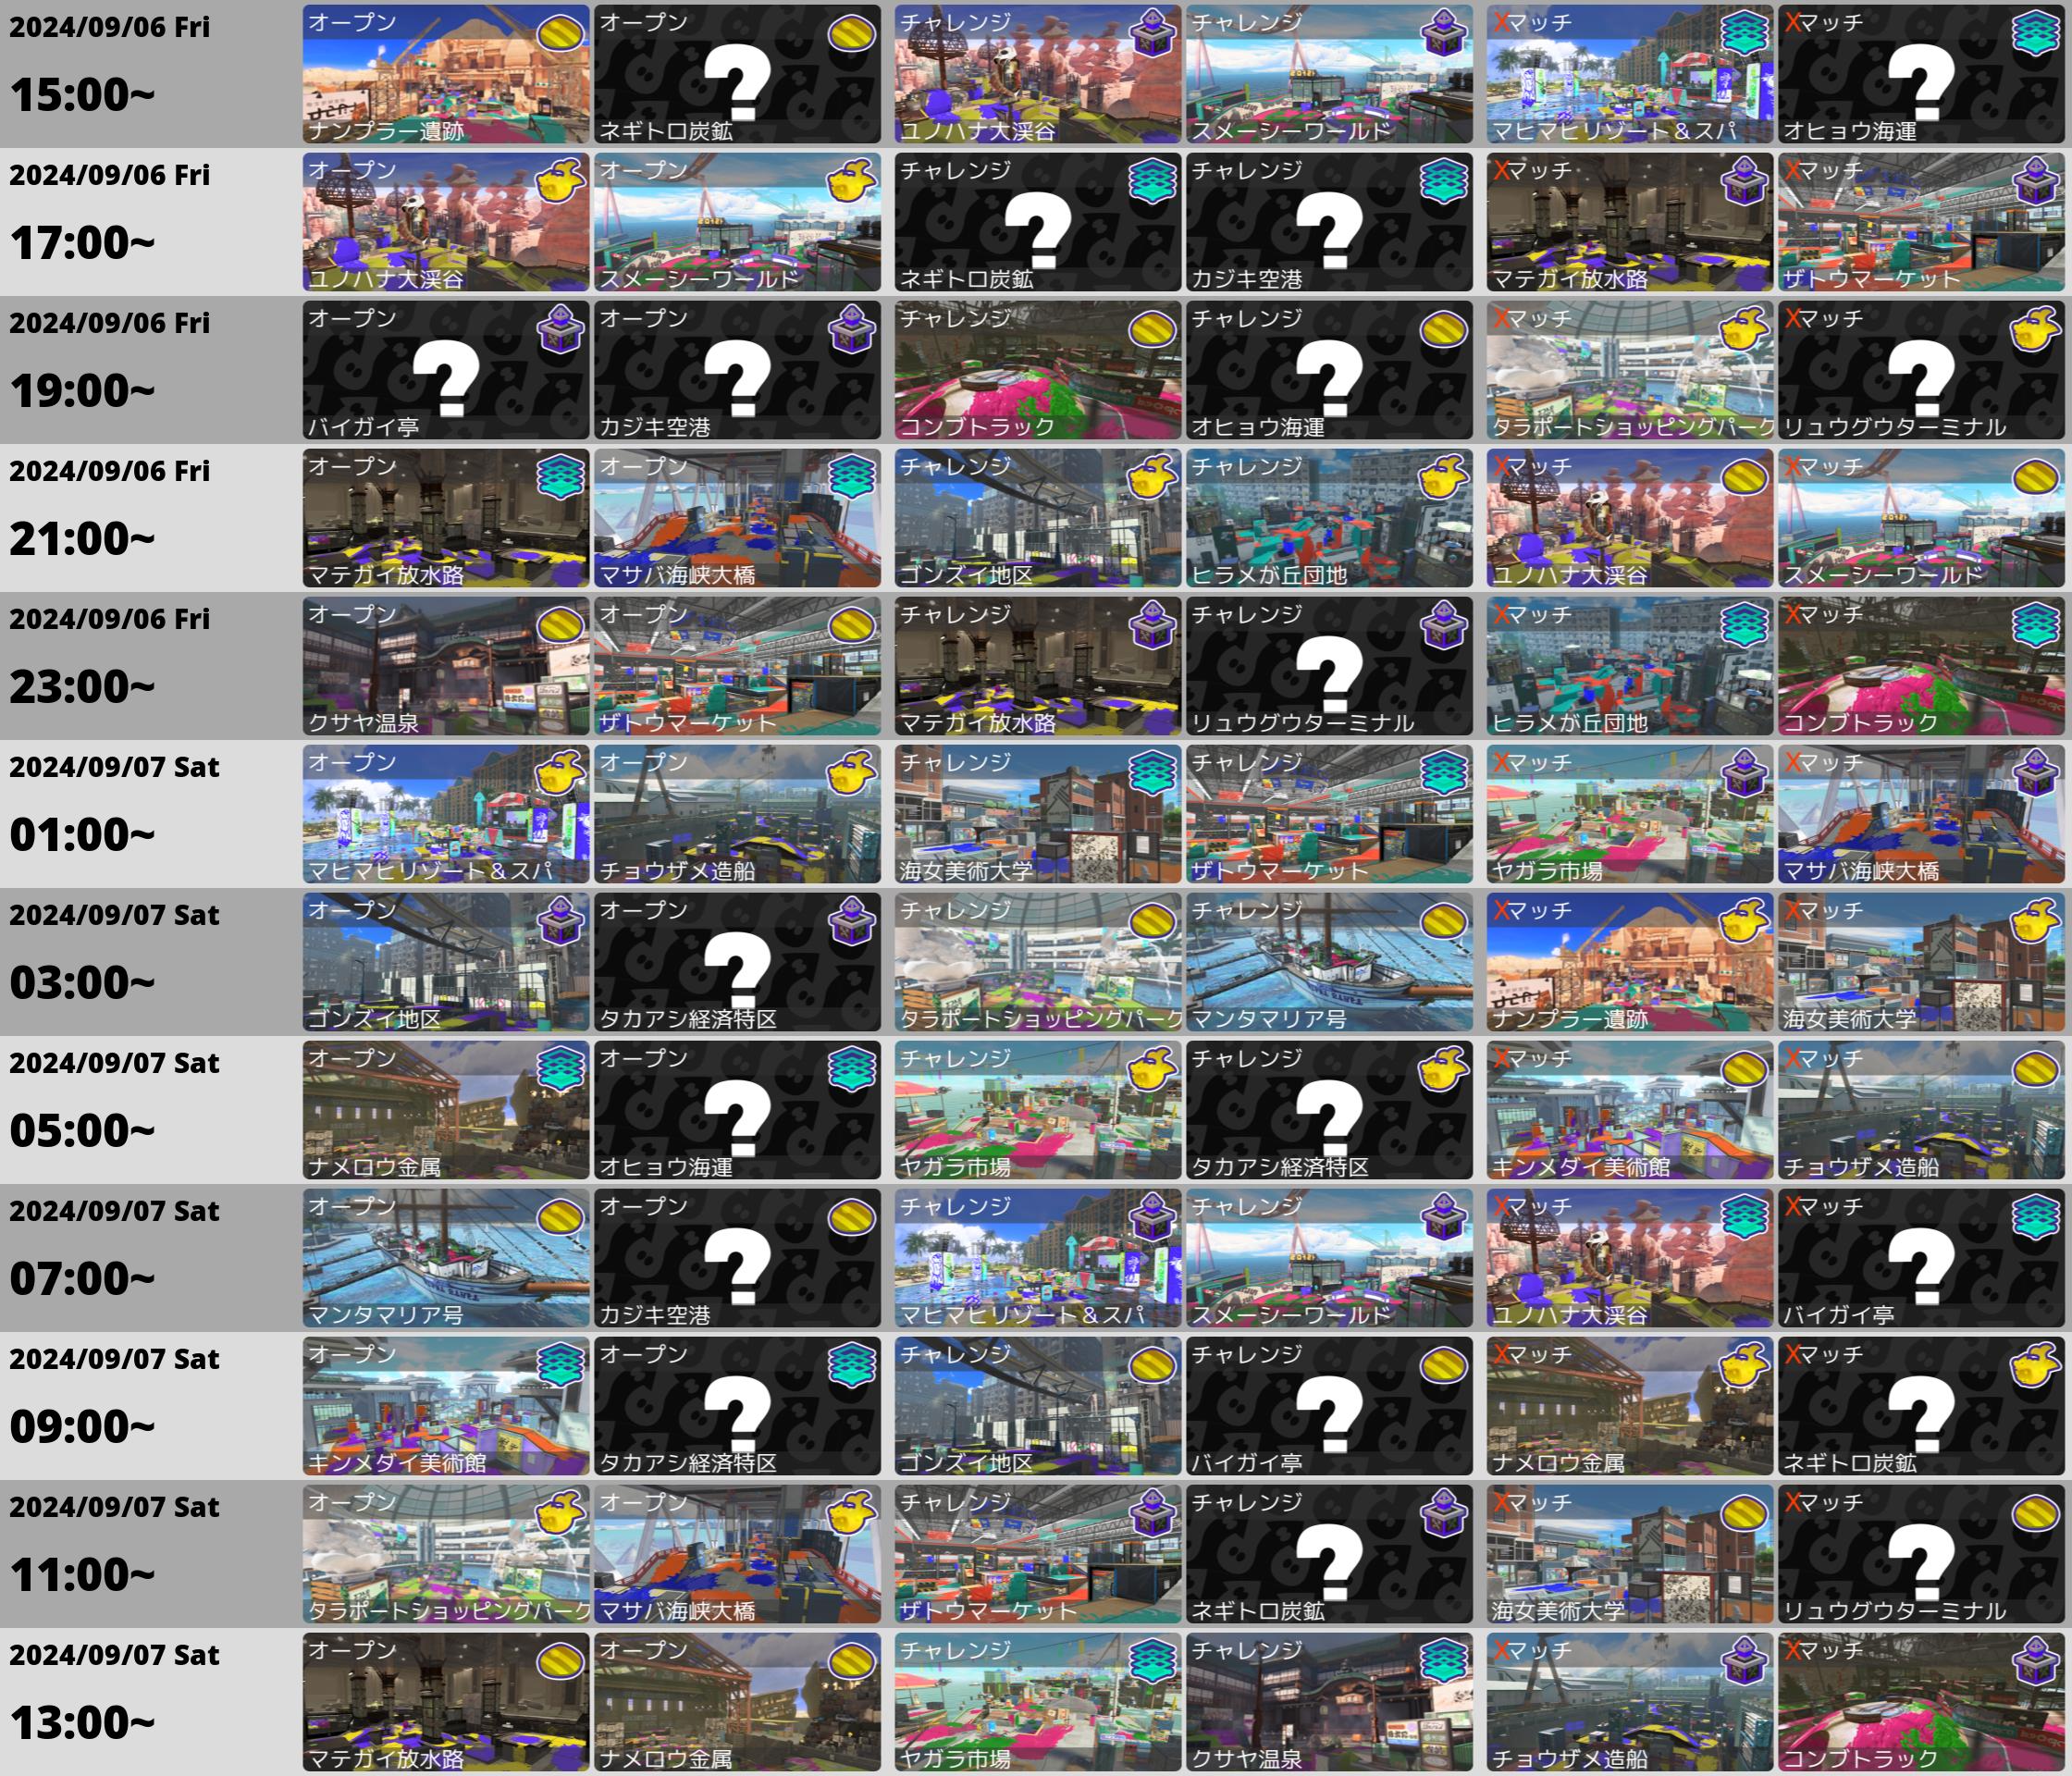 2024/09/06 Fri
15:00~
オープン
ナンプラー遺跡
オープン
ネギトロ炭鉱
チャレンジ
ユノハナ大渓谷
チャレンジ
スメーシーワールド
Xマッチ
マヒマヒリゾート＆スパ
Xマッチ
オヒョウ海運
2024/09/06 Fri
17:00~
オープン
ユノハナ大渓谷
オープン
スメーシーワールド
チャレンジ
ネギトロ炭鉱
チャレンジ
カジキ空港
Xマッチ
マテガイ放水路
Xマッチ
ザトウマーケット
2024/09/06 Fri
19:00~
オープン
バイガイ亭
オープン
カジキ空港
チャレンジ
コンブトラック
チャレンジ
オヒョウ海運
Xマッチ
タラポートショッピングパーク
Xマッチ
リュウグウターミナル
2024/09/06 Fri
21:00~
オープン
マテガイ放水路
オープン
マサバ海峡大橋
チャレンジ
ゴンズイ地区
チャレンジ
ヒラメが丘団地
Xマッチ
ユノハナ大渓谷
Xマッチ
スメーシーワールド
2024/09/06 Fri
23:00~
オープン
クサヤ温泉
オープン
ザトウマーケット
チャレンジ
マテガイ放水路
チャレンジ
リュウグウターミナル
Xマッチ
ヒラメが丘団地
Xマッチ
コンブトラック
2024/09/07 Sat
01:00~
オープン
マヒマヒリゾート＆スパ
オープン
チョウザメ造船
チャレンジ
海女美術大学
チャレンジ
ザトウマーケット
Xマッチ
ヤガラ市場
Xマッチ
マサバ海峡大橋
2024/09/07 Sat
03:00~
オープン
ゴンズイ地区
オープン
タカアシ経済特区
チャレンジ
タラポートショッピングパーク
チャレンジ
マンタマリア号
Xマッチ
ナンプラー遺跡
Xマッチ
海女美術大学
2024/09/07 Sat
05:00~
オープン
ナメロウ金属
オープン
オヒョウ海運
チャレンジ
ヤガラ市場
チャレンジ
タカアシ経済特区
Xマッチ
キンメダイ美術館
Xマッチ
チョウザメ造船
2024/09/07 Sat
07:00~
オープン
マンタマリア号
オープン
カジキ空港
チャレンジ
マヒマヒリゾート＆スパ
チャレンジ
スメーシーワールド
Xマッチ
ユノハナ大渓谷
Xマッチ
バイガイ亭
2024/09/07 Sat
09:00~
オープン
キンメダイ美術館
オープン
タカアシ経済特区
チャレンジ
ゴンズイ地区
チャレンジ
バイガイ亭
Xマッチ
ナメロウ金属
Xマッチ
ネギトロ炭鉱
2024/09/07 Sat
11:00~
オープン
タラポートショッピングパーク
オープン
マサバ海峡大橋
チャレンジ
ザトウマーケット
チャレンジ
ネギトロ炭鉱
Xマッチ
海女美術大学
Xマッチ
リュウグウターミナル
2024/09/07 Sat
13:00~
オープン
マテガイ放水路
オープン
ナメロウ金属
チャレンジ
ヤガラ市場
チャレンジ
クサヤ温泉
Xマッチ
チョウザメ造船
Xマッチ
コンブトラック